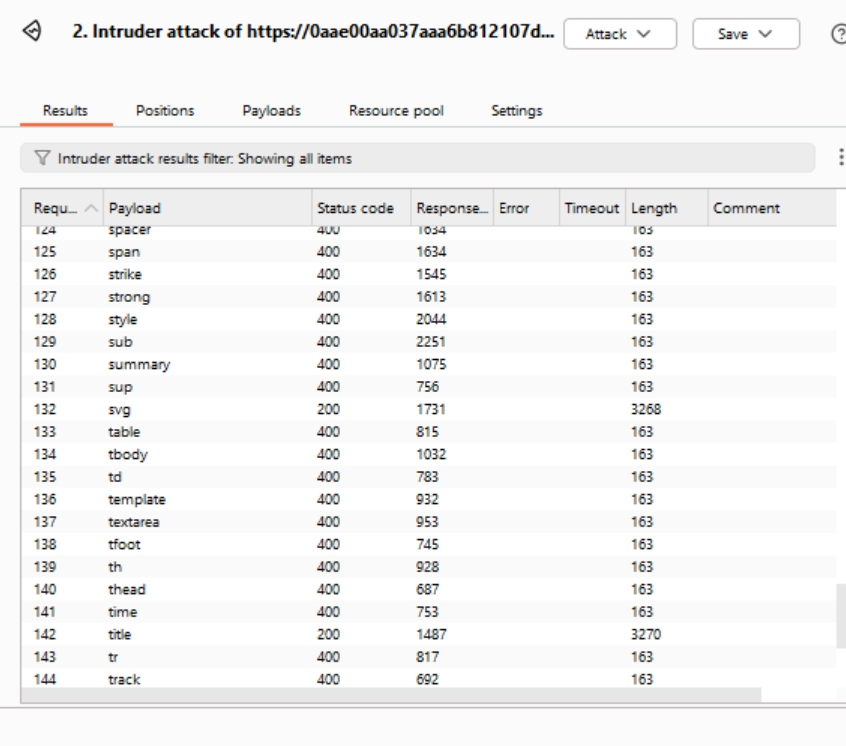 2. Intruder attack of https://0aae00aa037aaa6b812107d... Attack Save ?
Results Positions Payloads Resource pool Settings
Intruder attack results filter: Showing all items
Requ... Payload Status code Response... Error Timeout Length Comment
124 spacer 400 1634 163
125 span 400 1634 163
126 strike 400 1545 163
127 strong 400 1613 163
128 style 400 2044 163
129 sub 400 2251 163
130 summary 400 1075 163
131 sup 400 756 163
132 svg 200 1731 3268
133 table 400 815 163
134 tbody 400 1032 163
135 td 400 783 163
136 template 400 932 163
137 textarea 400 953 163
138 tfoot 400 745 163
139 th 400 928 163
140 thead 400 687 163
141 time 400 753 163
142 title 200 1487 3270
143 tr 400 817 163
144 track 400 692 163